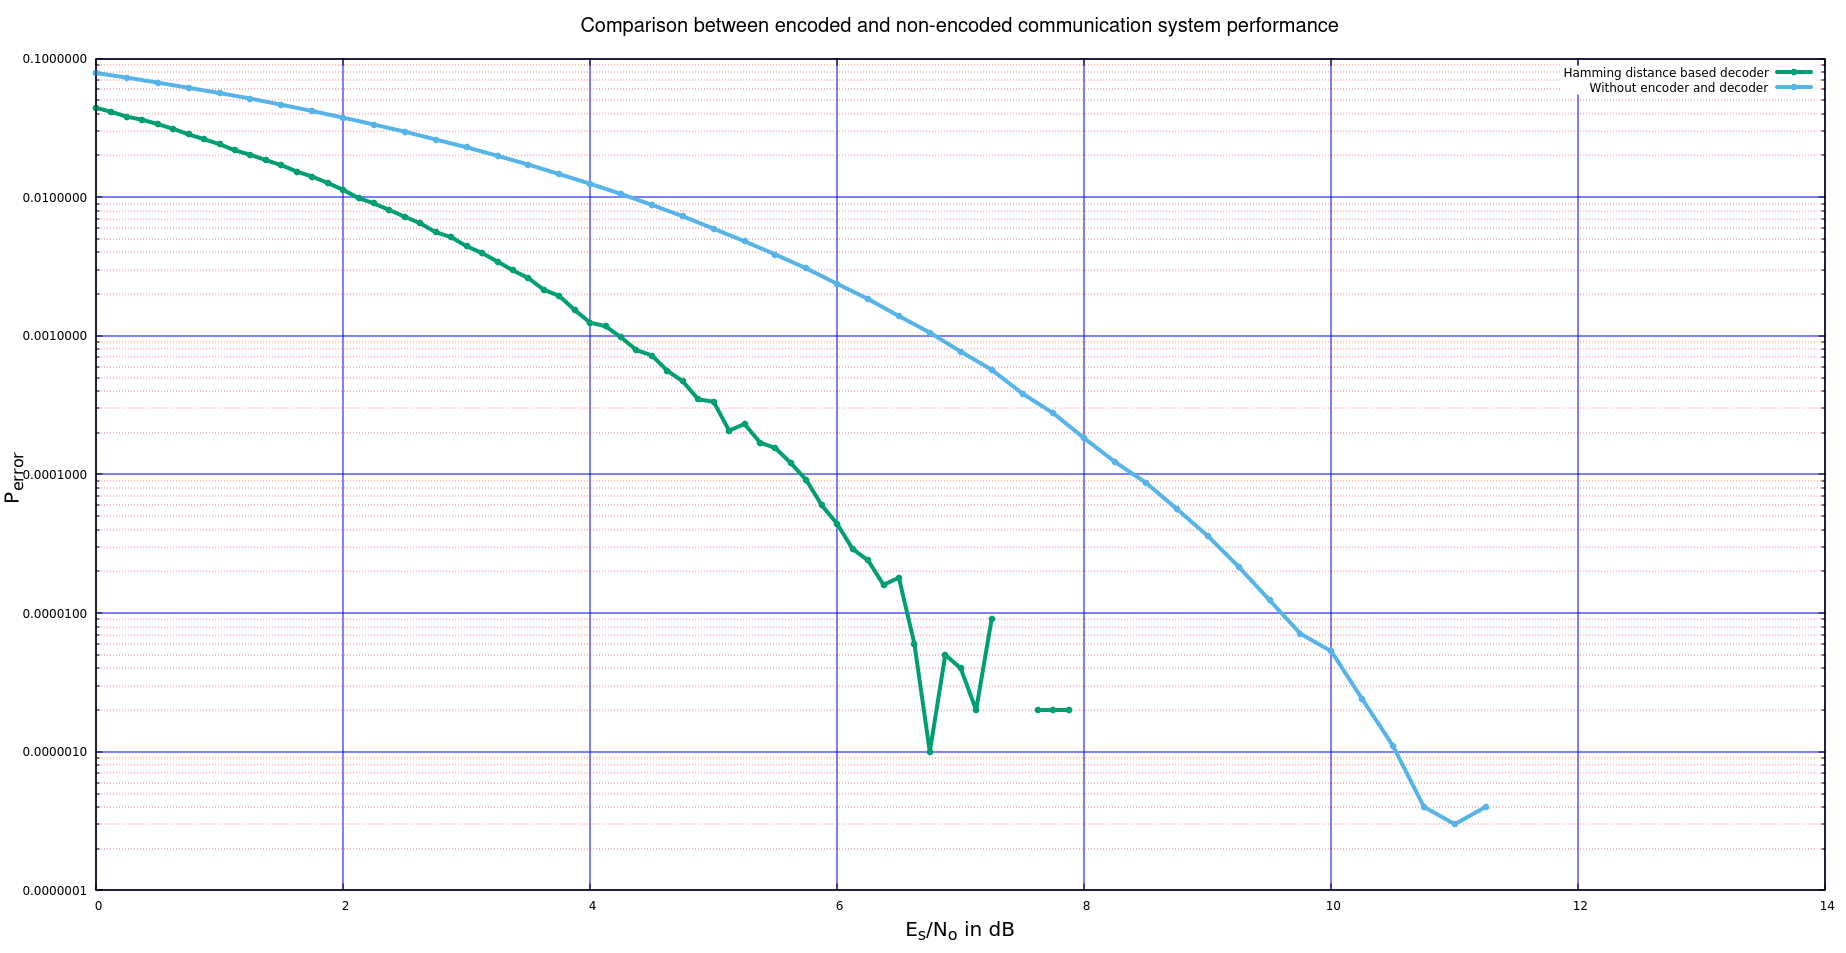 Comparison between encoded and non-encoded communication system performance
0.1000000
Hamming distance based decoder
Without encoder and decoder
0.0100000
0.0010000
0.0001000
0.0000100
0.0000010
0.0000001
Perror
0 2 4 6 8 10 12 14
Es/No in dB